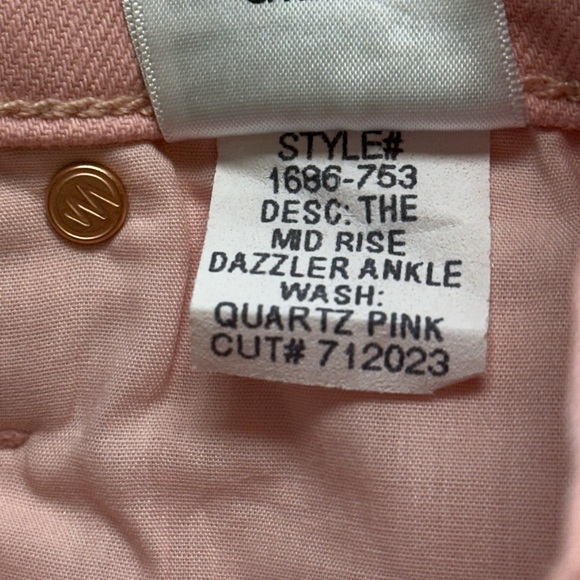 STYLE#
1686-753
DESC: THE
MID RISE
DAZZLER ANKLE
WASH:
QUARTZ PINK
CUT# 712023